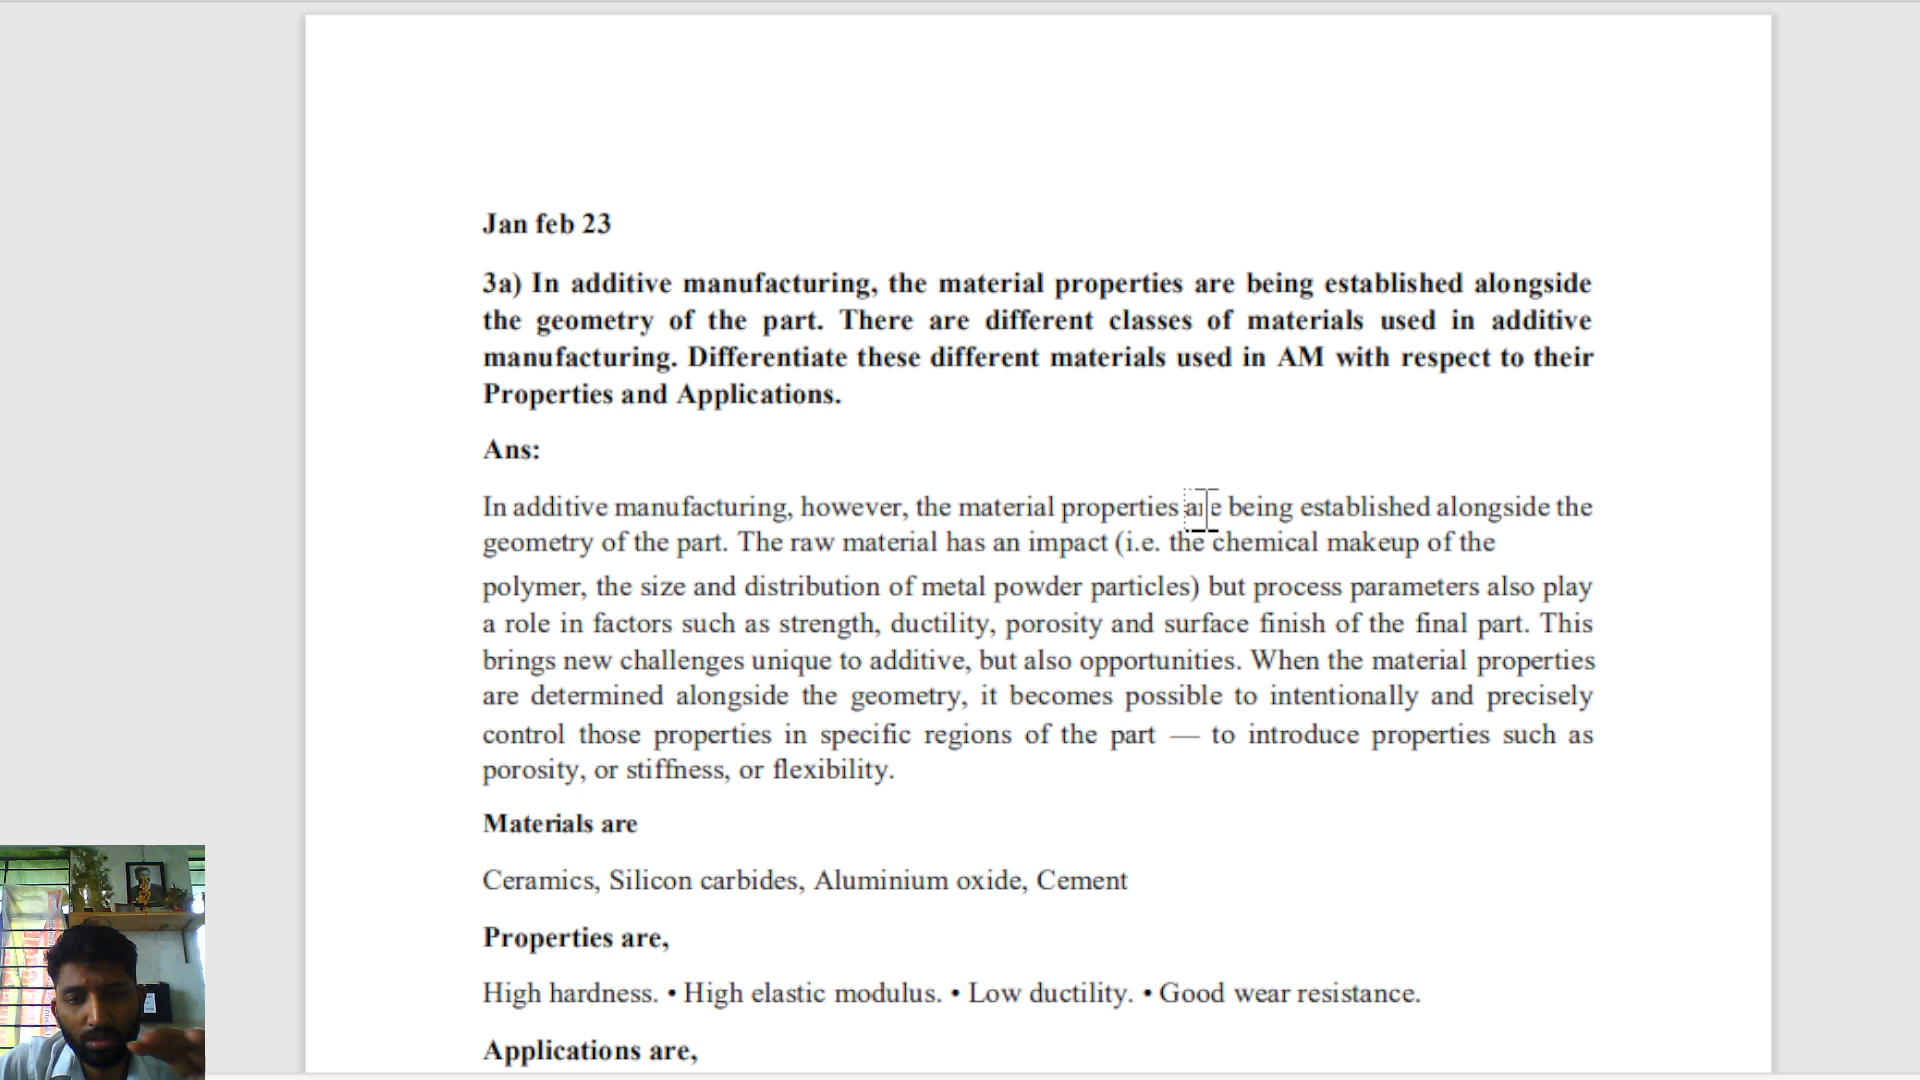 Jan feb 23
3a) In additive manufacturing, the material properties are being established alongside
the geometry of the part. There are different classes of materials used in additive
manufacturing. Differentiate these different materials used in AM with respect to their
Properties and Applications.
Ans:
In additive manufacturing, however, the material properties are being established alongside the
geometry of the part. The raw material has an impact (i.e. the chemical makeup of the
polymer, the size and distribution of metal powder particles) but process parameters also play
a role in factors such as strength, ductility, porosity and surface finish of the final part. This
brings new challenges unique to additive, but also opportunities. When the material properties
are determined alongside the geometry, it becomes possible to intentionally and precisely
control those properties in specific regions of the part — to introduce properties such as
porosity, or stiffness, or flexibility.
Materials are
Ceramics, Silicon carbides, Aluminium oxide, Cement
Properties are,
High hardness. • High elastic modulus. • Low ductility. • Good wear resistance.
Applications are,